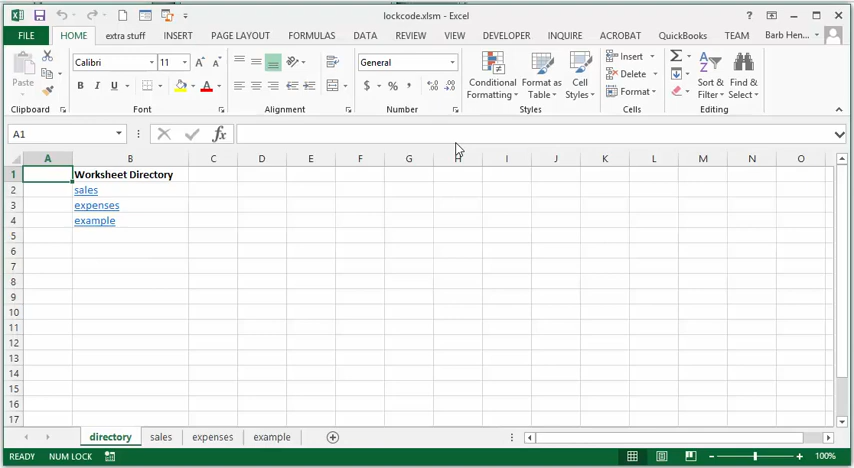 lockcode.xlsm - Excel
FILE HOME extra stuff INSERT PAGE LAYOUT FORMULAS DATA REVIEW VIEW DEVELOPER INQUIRE ACROBAT QuickBooks TEAM Barb Hen...
Calibri 11 General Insert
Paste B I U A $ % , Conditional Formatting Format as Table Cell Styles Delete Format Sort & Filter Find & Select
Clipboard Font Alignment Number Styles Cells Editing
A1 fx
A B C D E F G H I J K L M N O
1 Worksheet Directory
2 sales
3 expenses
4 example
5
6
7
8
9
10
11
12
13
14
15
16
17
directory sales expenses example
READY NUM LOCK 100%